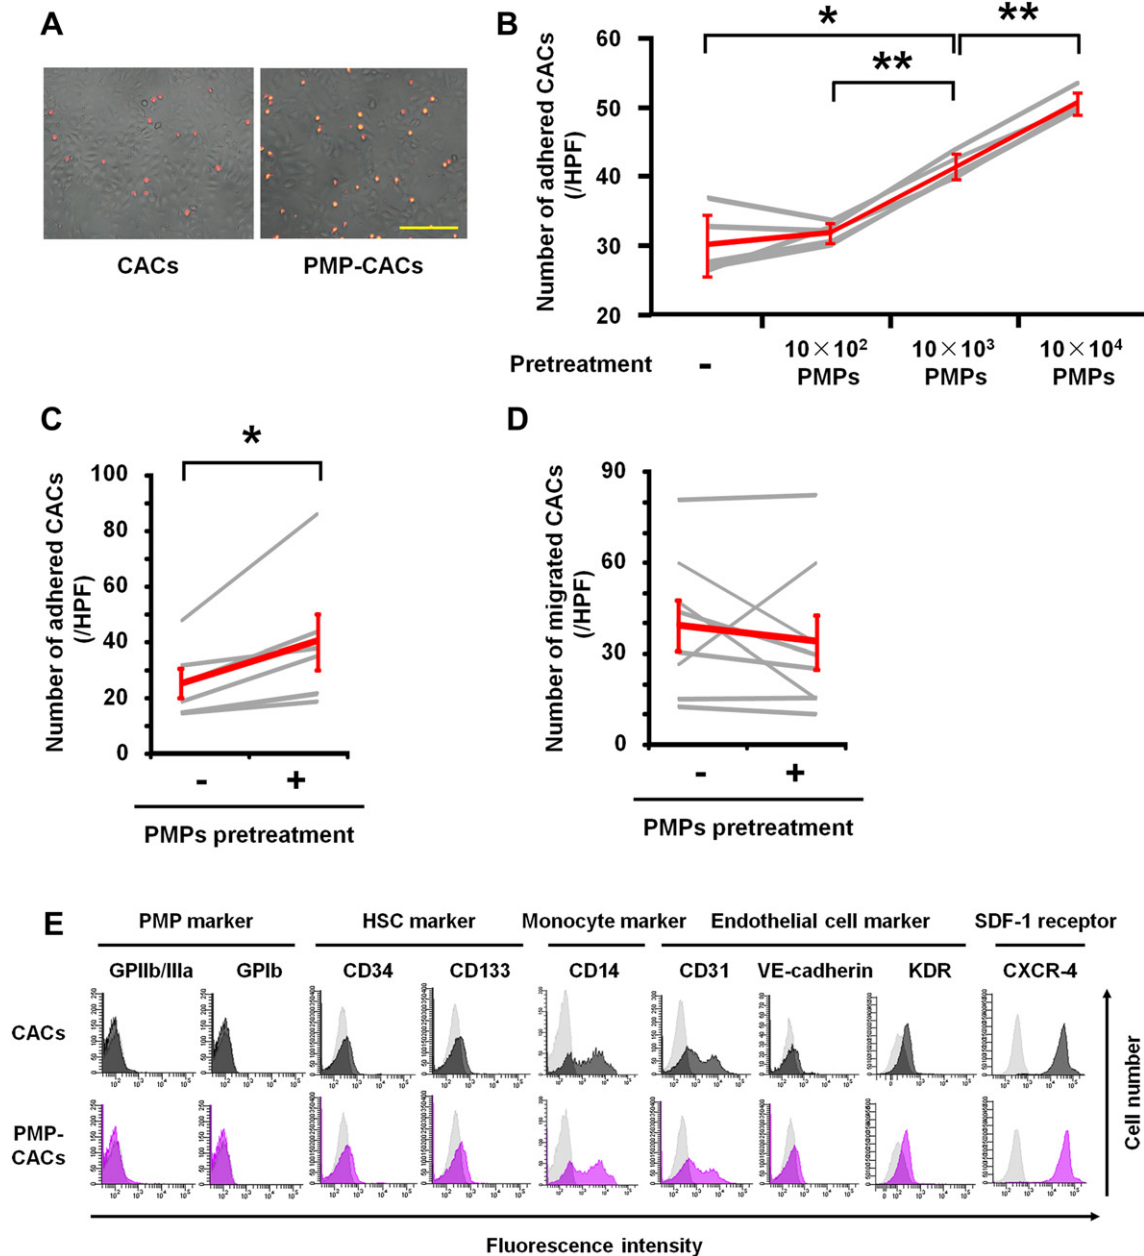 A
CACs
PMP-CACs
B
Number of adhered CACs
(/HPF)
60
50
40
30
20
*
**
**
Pretreatment
-
10×10²
PMPs
10×10³
PMPs
10×10⁴
PMPs
C
Number of adhered CACs
(/HPF)
100
80
60
40
20
0
*
-
+
PMPs pretreatment
D
Number of migrated CACs
(/HPF)
90
60
30
0
-
+
PMPs pretreatment
E
PMP marker
HSC marker
Monocyte marker
Endothelial cell marker
SDF-1 receptor
GPIIb/IIIa
GPIb
CD34
CD133
CD14
CD31
VE-cadherin
KDR
CXCR-4
CACs
PMP-
CACs
Cell number
Fluorescence intensity